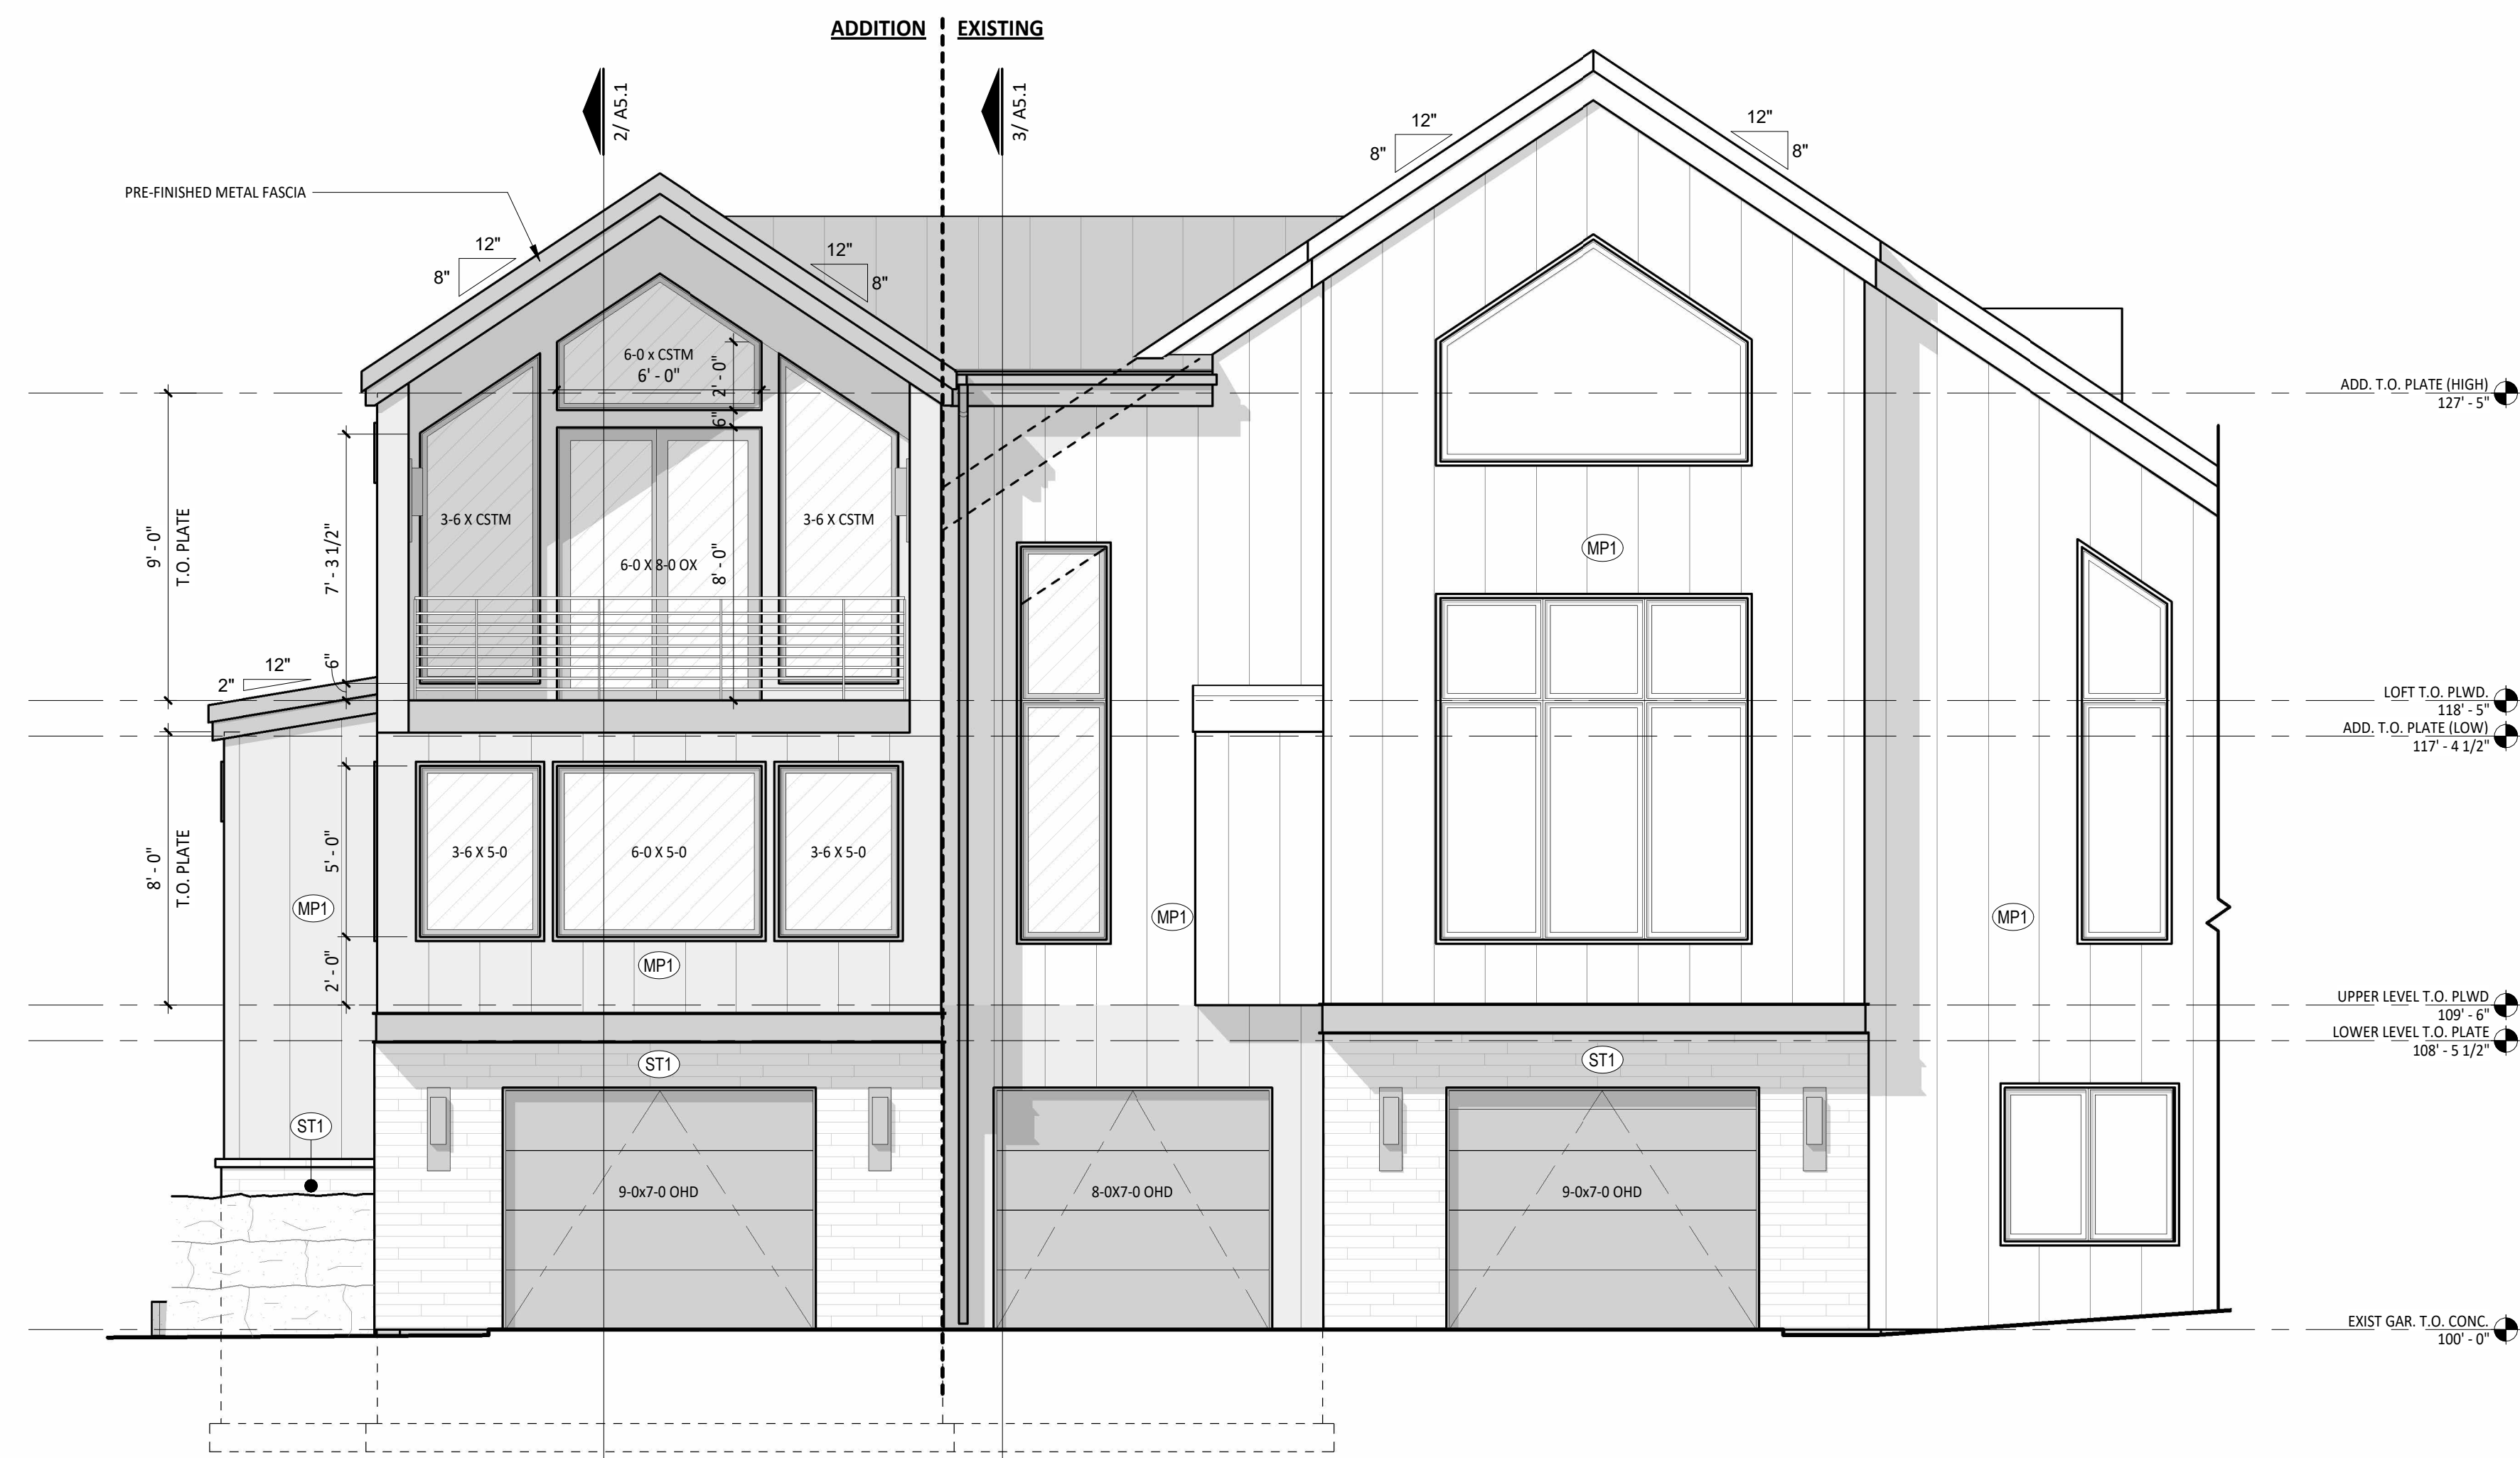 ADDITION EXISTING
2/ A5.1
3/ A5.1
12"
8"
12"
8"
PRE-FINISHED METAL FASCIA
12"
8"
12"
8"
6-0 x CSTM
6' - 0"
2' - 0"
6"
ADD. T.O. PLATE (HIGH)
127' - 5"
3-6 X CSTM
3-6 X CSTM
6-0 X 8-0 OX
8' - 0"
9' - 0"
T.O. PLATE
7' - 3 1/2"
6"
MP1
12"
2"
LOFT T.O. PLWD.
118' - 5"
ADD. T.O. PLATE (LOW)
117' - 4 1/2"
8' - 0"
T.O. PLATE
5' - 0"
2' - 0"
3-6 X 5-0
6-0 X 5-0
3-6 X 5-0
MP1
MP1
MP1
MP1
UPPER LEVEL T.O. PLWD
109' - 6"
LOWER LEVEL T.O. PLATE
108' - 5 1/2"
ST1
ST1
ST1
9-0x7-0 OHD
8-0X7-0 OHD
9-0x7-0 OHD
EXIST GAR. T.O. CONC.
100' - 0"